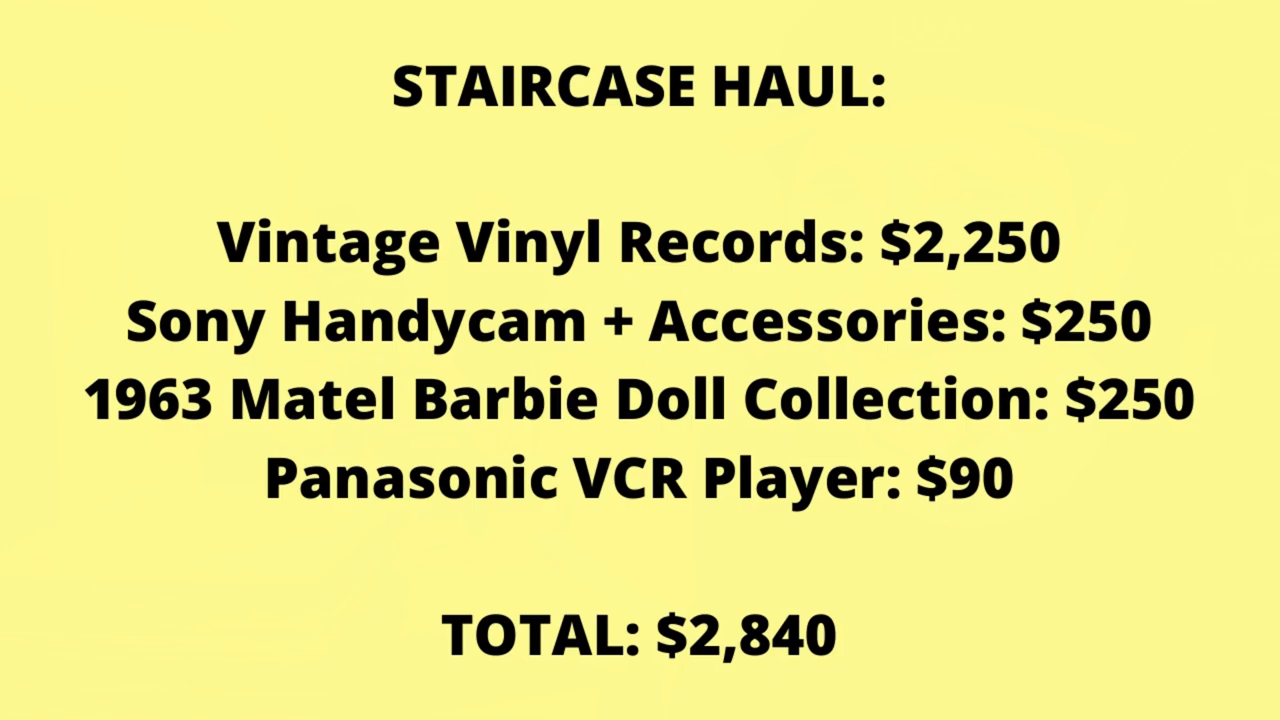 STAIRCASE HAUL:
Vintage Vinyl Records: $2,250
Sony Handycam + Accessories: $250
1963 Matel Barbie Doll Collection: $250
Panasonic VCR Player: $90
TOTAL: $2,840